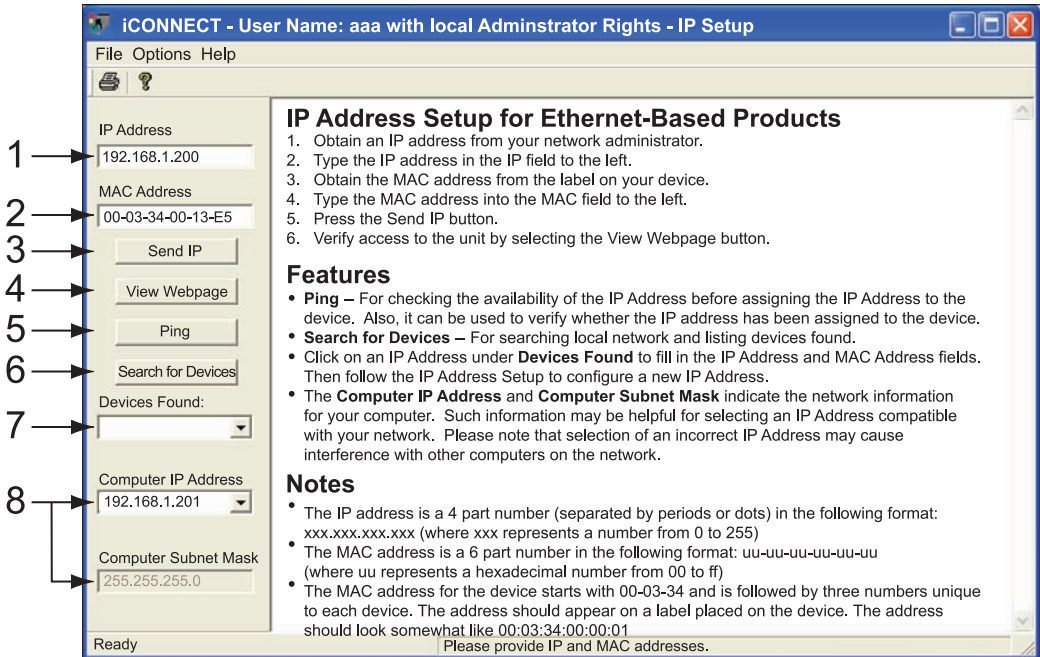 iCONNECT - User Name: aaa with local Adminstrator Rights - IP Setup
File Options Help
IP Address
1
192.168.1.200
MAC Address
2
00-03-34-00-13-E5
3
Send IP
4
View Webpage
5
Ping
6
Search for Devices
Devices Found:
7
Computer IP Address
8
192.168.1.201
Computer Subnet Mask
255.255.255.0
IP Address Setup for Ethernet-Based Products
1. Obtain an IP address from your network administrator.
2. Type the IP address in the IP field to the left.
3. Obtain the MAC address from the label on your device.
4. Type the MAC address into the MAC field to the left.
5. Press the Send IP button.
6. Verify access to the unit by selecting the View Webpage button.
Features
• Ping – For checking the availability of the IP Address before assigning the IP Address to the
device. Also, it can be used to verify whether the IP address has been assigned to the device.
• Search for Devices – For searching local network and listing devices found.
• Click on an IP Address under Devices Found to fill in the IP Address and MAC Address fields.
Then follow the IP Address Setup to configure a new IP Address.
• The Computer IP Address and Computer Subnet Mask indicate the network information
for your computer. Such information may be helpful for selecting an IP Address compatible
with your network. Please note that selection of an incorrect IP Address may cause
interference with other computers on the network.
Notes
• The IP address is a 4 part number (separated by periods or dots) in the following format:
xxx.xxx.xxx.xxx (where xxx represents a number from 0 to 255)
• The MAC address is a 6 part number in the following format: uu-uu-uu-uu-uu-uu
(where uu represents a hexadecimal number from 00 to ff)
• The MAC address for the device starts with 00-03-34 and is followed by three numbers unique
to each device. The address should appear on a label placed on the device. The address
should look somewhat like 00:03:34:00:00:01
Ready
Please provide IP and MAC addresses.